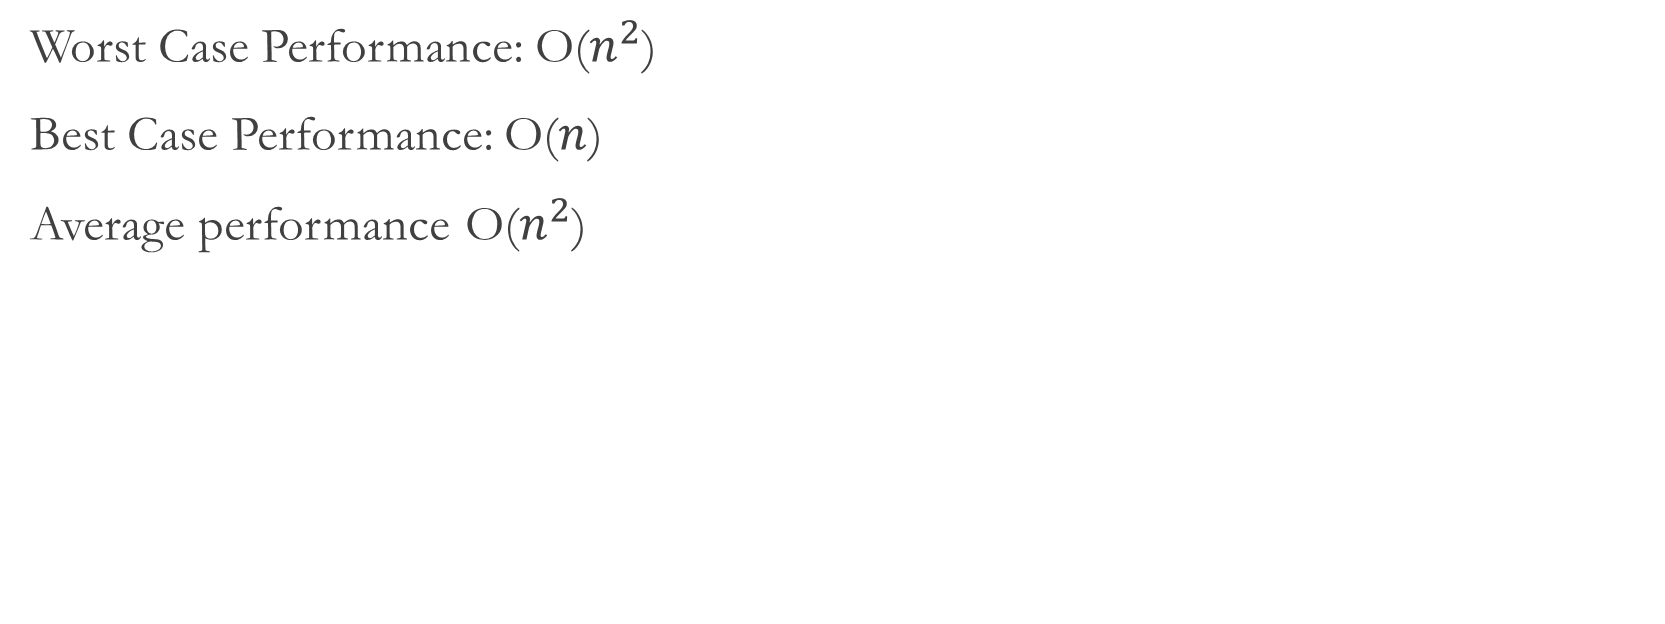 Worst Case Performance: O(n²)
Best Case Performance: O(n)
Average performance O(n²)